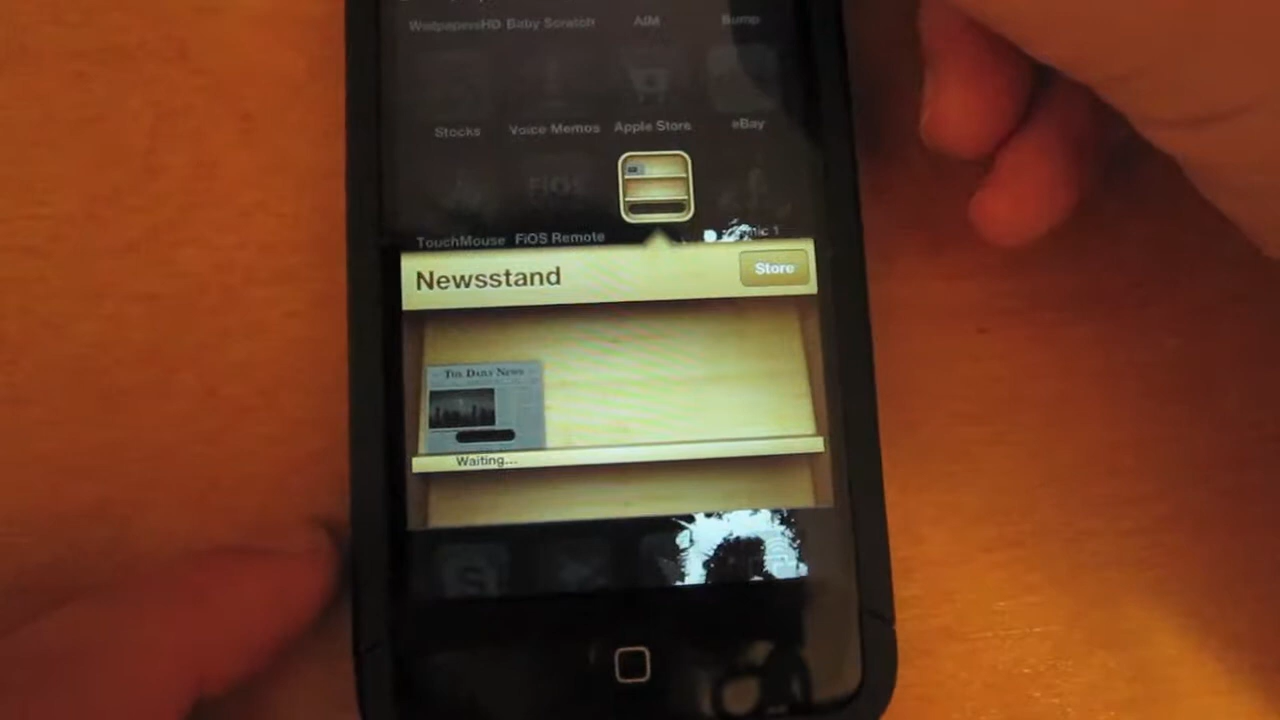 WallpapersHD Baby Scratch AIM Bump
Stocks Voice Memos Apple Store eBay
FiOS
TouchMouse FiOS Remote
Newsstand Store
The Daily News
Waiting...